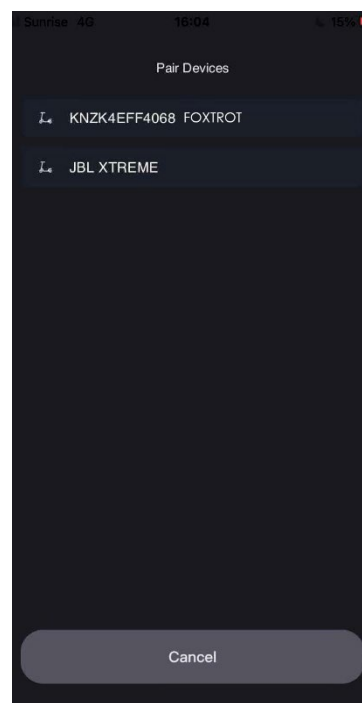 Sunrise 4G 16:04 15%
Pair Devices
KNZK4EFF4068 FOXTROT
JBL XTREME
Cancel